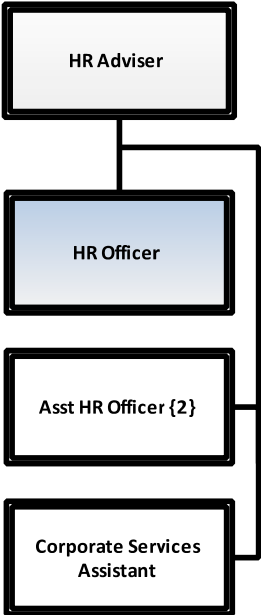 HR Adviser
HR Officer
Asst HR Officer {2}
Corporate Services
Assistant